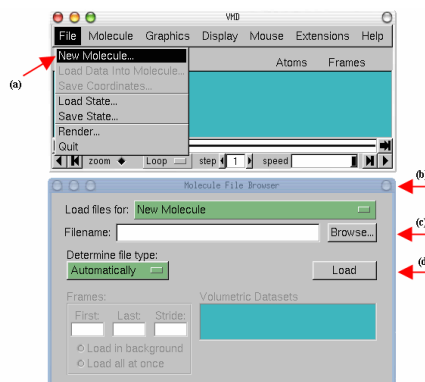 VMD
File Molecule Graphics Display Mouse Extensions Help
New Molecule...
Load Data Into Molecule...
Atoms Frames
(a)
Save Coordinates...
Load State...
Save State...
Render...
Quit
zoom Loop step 1 speed
(b)
Molecule File Browser
Load files for: New Molecule
(c)
Filename: Browse...
Determine file type:
(d)
Automatically Load
Frames: Volumetric Datasets
First: Last: Stride:
Load in background
Load all at once